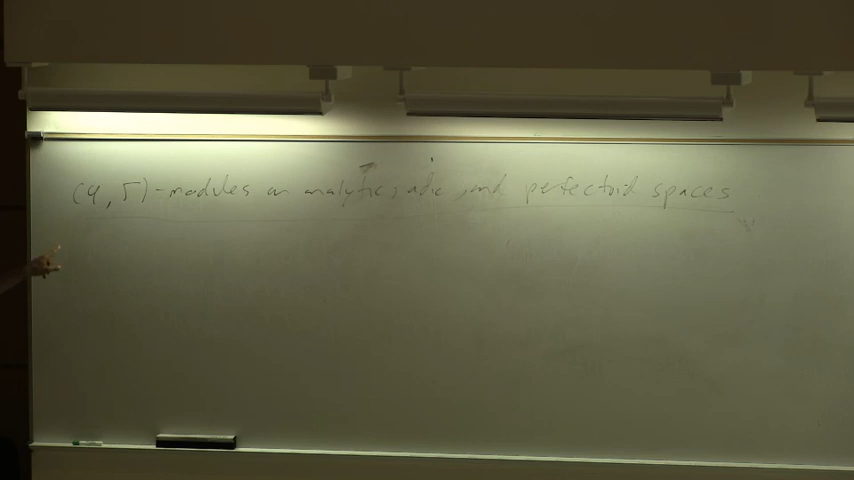 (φ, Γ)-modules on analytic, adic, and perfectoid spaces